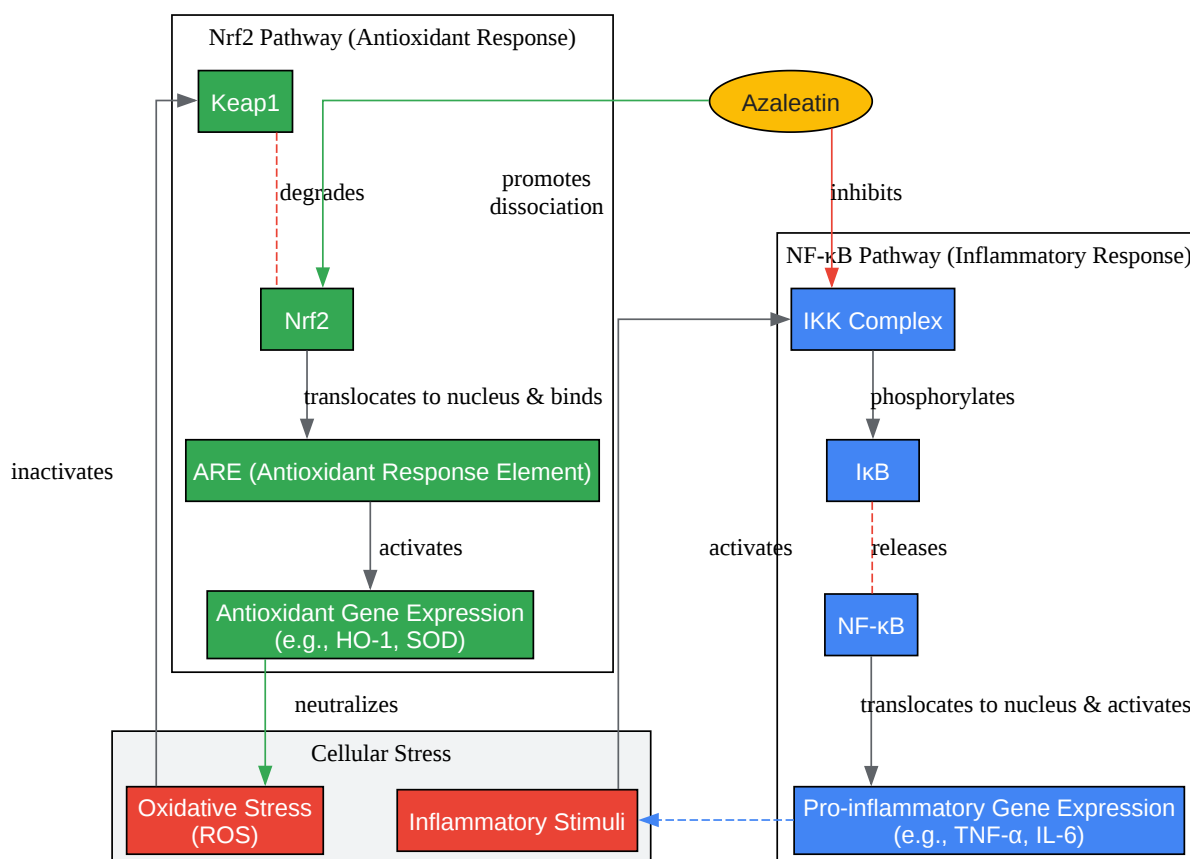 Nrf2 Pathway (Antioxidant Response)
Keap1
Azaleatin
degrades
promotes
dissociation
inhibits
NF-κB Pathway (Inflammatory Response)
Nrf2
IKK Complex
translocates to nucleus & binds
phosphorylates
inactivates
ARE (Antioxidant Response Element)
IκB
activates
activates
releases
Antioxidant Gene Expression
(e.g., HO-1, SOD)
NF-κB
neutralizes
translocates to nucleus & activates
Cellular Stress
Oxidative Stress
(ROS)
Inflammatory Stimuli
Pro-inflammatory Gene Expression
(e.g., TNF-α, IL-6)